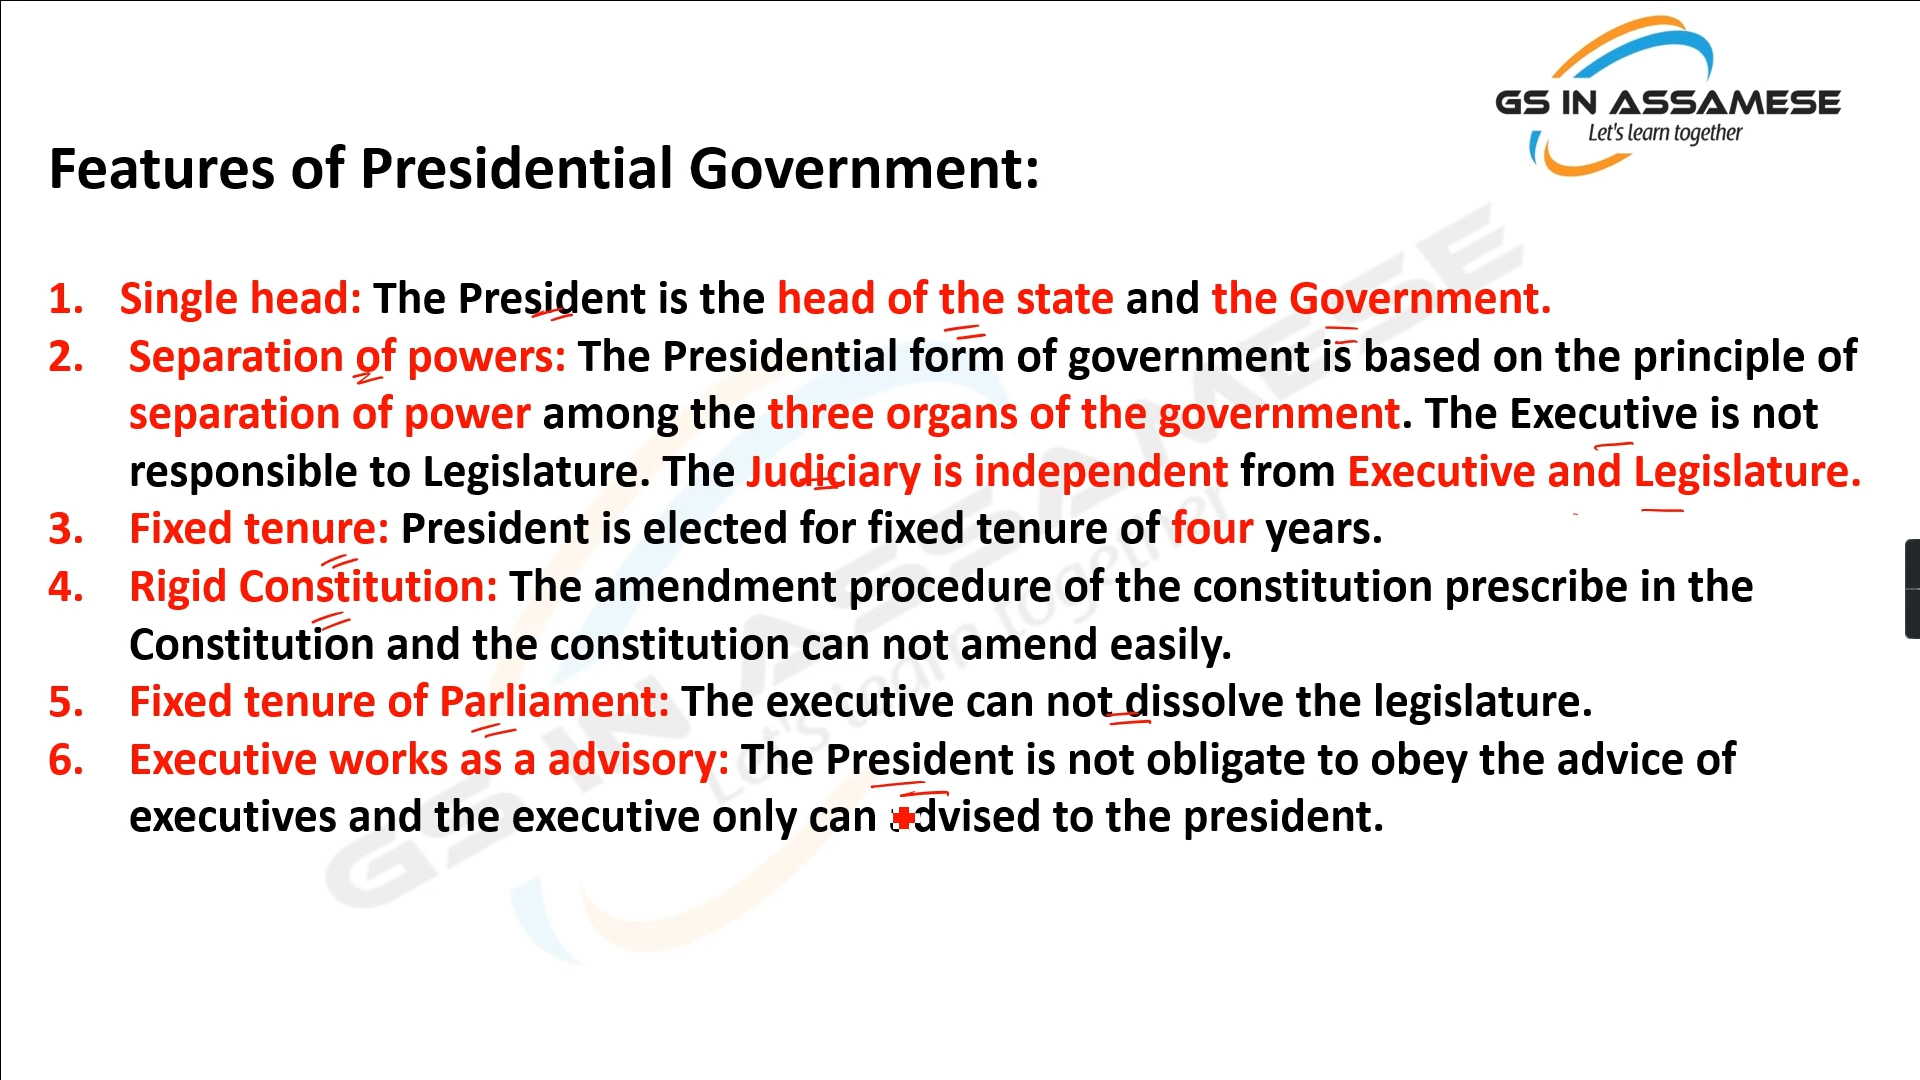 GS IN ASSAMESE
Let's learn together
Features of Presidential Government:
1. Single head: The President is the head of the state and the Government.
2. Separation of powers: The Presidential form of government is based on the principle of
separation of power among the three organs of the government. The Executive is not
responsible to Legislature. The Judiciary is independent from Executive and Legislature.
3. Fixed tenure: President is elected for fixed tenure of four years.
4. Rigid Constitution: The amendment procedure of the constitution prescribe in the
Constitution and the constitution can not amend easily.
5. Fixed tenure of Parliament: The executive can not dissolve the legislature.
6. Executive works as a advisory: The President is not obligate to obey the advice of
executives and the executive only can advised to the president.
GS IN ASSAMESE
Let's learn together